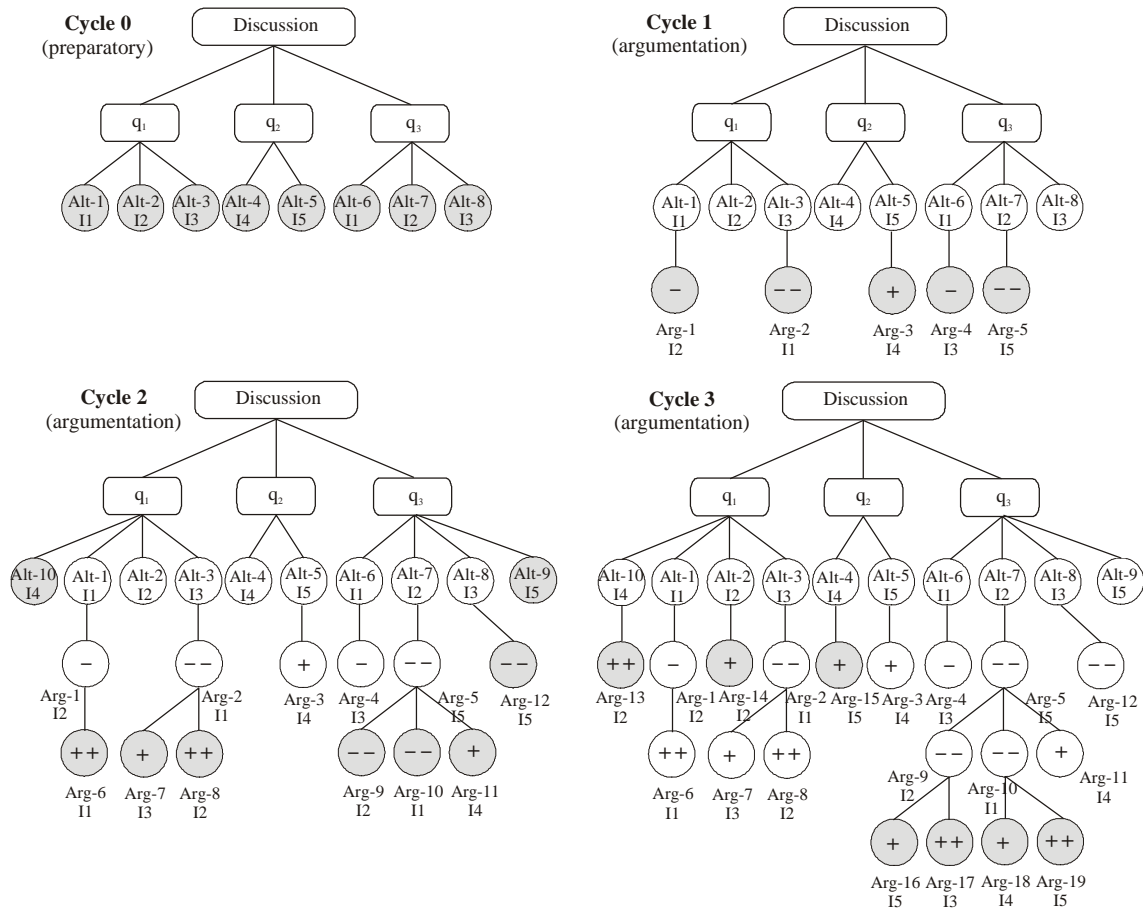 Cycle 0
(preparatory)
Discussion
q₁ q₂ q₃
Alt-1 Alt-2 Alt-3 Alt-4 Alt-5 Alt-6 Alt-7 Alt-8
I1 I2 I3 I4 I5 I1 I2 I3
Cycle 1
(argumentation)
Discussion
q₁ q₂ q₃
Alt-1 Alt-2 Alt-3 Alt-4 Alt-5 Alt-6 Alt-7 Alt-8
I1 I2 I3 I4 I5 I1 I2 I3
- -- + - --
Arg-1 Arg-2 Arg-3 Arg-4 Arg-5
I2 I1 I4 I3 I5
Cycle 2
(argumentation)
Discussion
q₁ q₂ q₃
Alt-10 Alt-1 Alt-2 Alt-3 Alt-4 Alt-5 Alt-6 Alt-7 Alt-8 Alt-9
I4 I1 I2 I3 I4 I5 I1 I2 I3 I5
- -- + - -- --
Arg-1 Arg-2 Arg-3 Arg-4 Arg-5 Arg-12
I2 I1 I4 I3 I5 I5
++ + ++ -- -- +
Arg-6 Arg-7 Arg-8 Arg-9 Arg-10 Arg-11
I1 I3 I2 I2 I1 I4
Cycle 3
(argumentation)
Discussion
q₁ q₂ q₃
Alt-10 Alt-1 Alt-2 Alt-3 Alt-4 Alt-5 Alt-6 Alt-7 Alt-8 Alt-9
I4 I1 I2 I3 I4 I5 I1 I2 I3 I5
++ - + -- + + - -- --
Arg-13 Arg-1 Arg-14 Arg-2 Arg-15 Arg-3 Arg-4 Arg-5 Arg-12
I2 I2 I2 I1 I5 I4 I3 I5 I5
++ + ++ -- -- +
Arg-6 Arg-7 Arg-8 Arg-9 Arg-10 Arg-11
I1 I3 I2 I2 I1 I4
+ ++ + ++
Arg-16 Arg-17 Arg-18 Arg-19
I5 I3 I4 I5